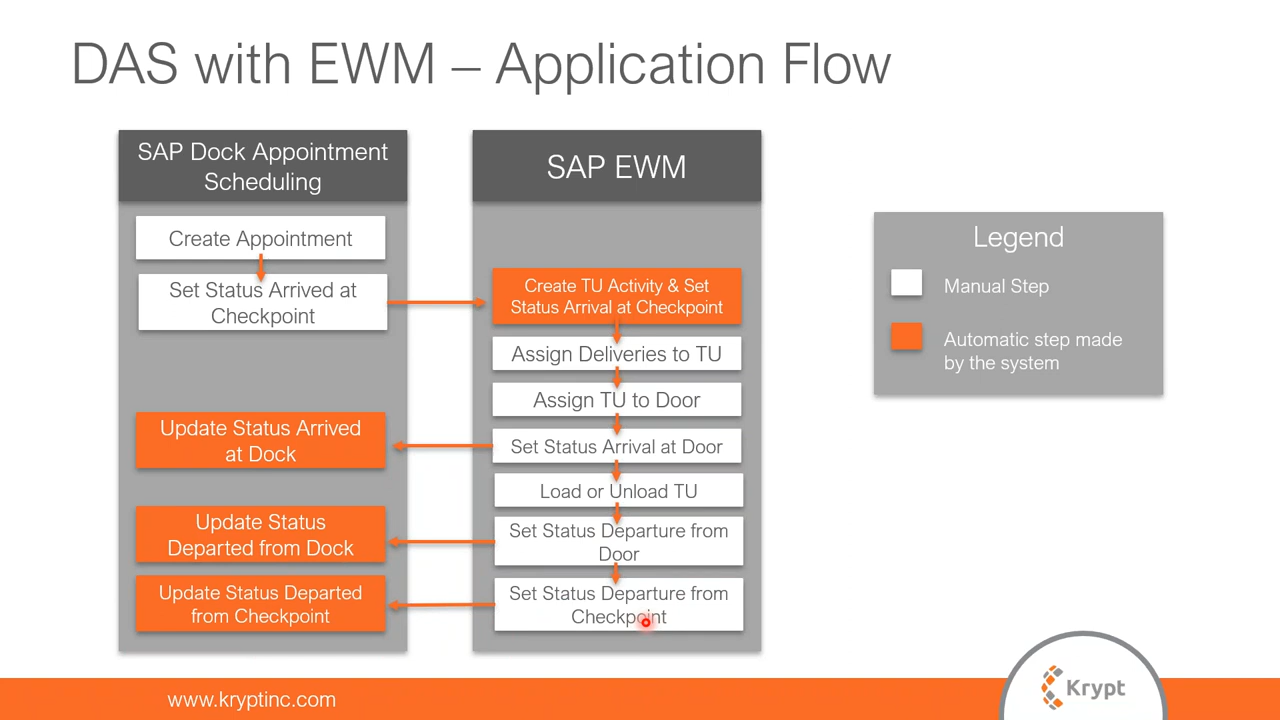 DAS with EWM – Application Flow
SAP Dock Appointment
Scheduling
Create Appointment
Set Status Arrived at
Checkpoint
Update Status Arrived
at Dock
Update Status
Departed from Dock
Update Status Departed
from Checkpoint
SAP EWM
Create TU Activity & Set
Status Arrival at Checkpoint
Assign Deliveries to TU
Assign TU to Door
Set Status Arrival at Door
Load or Unload TU
Set Status Departure from
Door
Set Status Departure from
Checkpoint
Legend
Manual Step
Automatic step made
by the system
www.kryptinc.com
Krypt